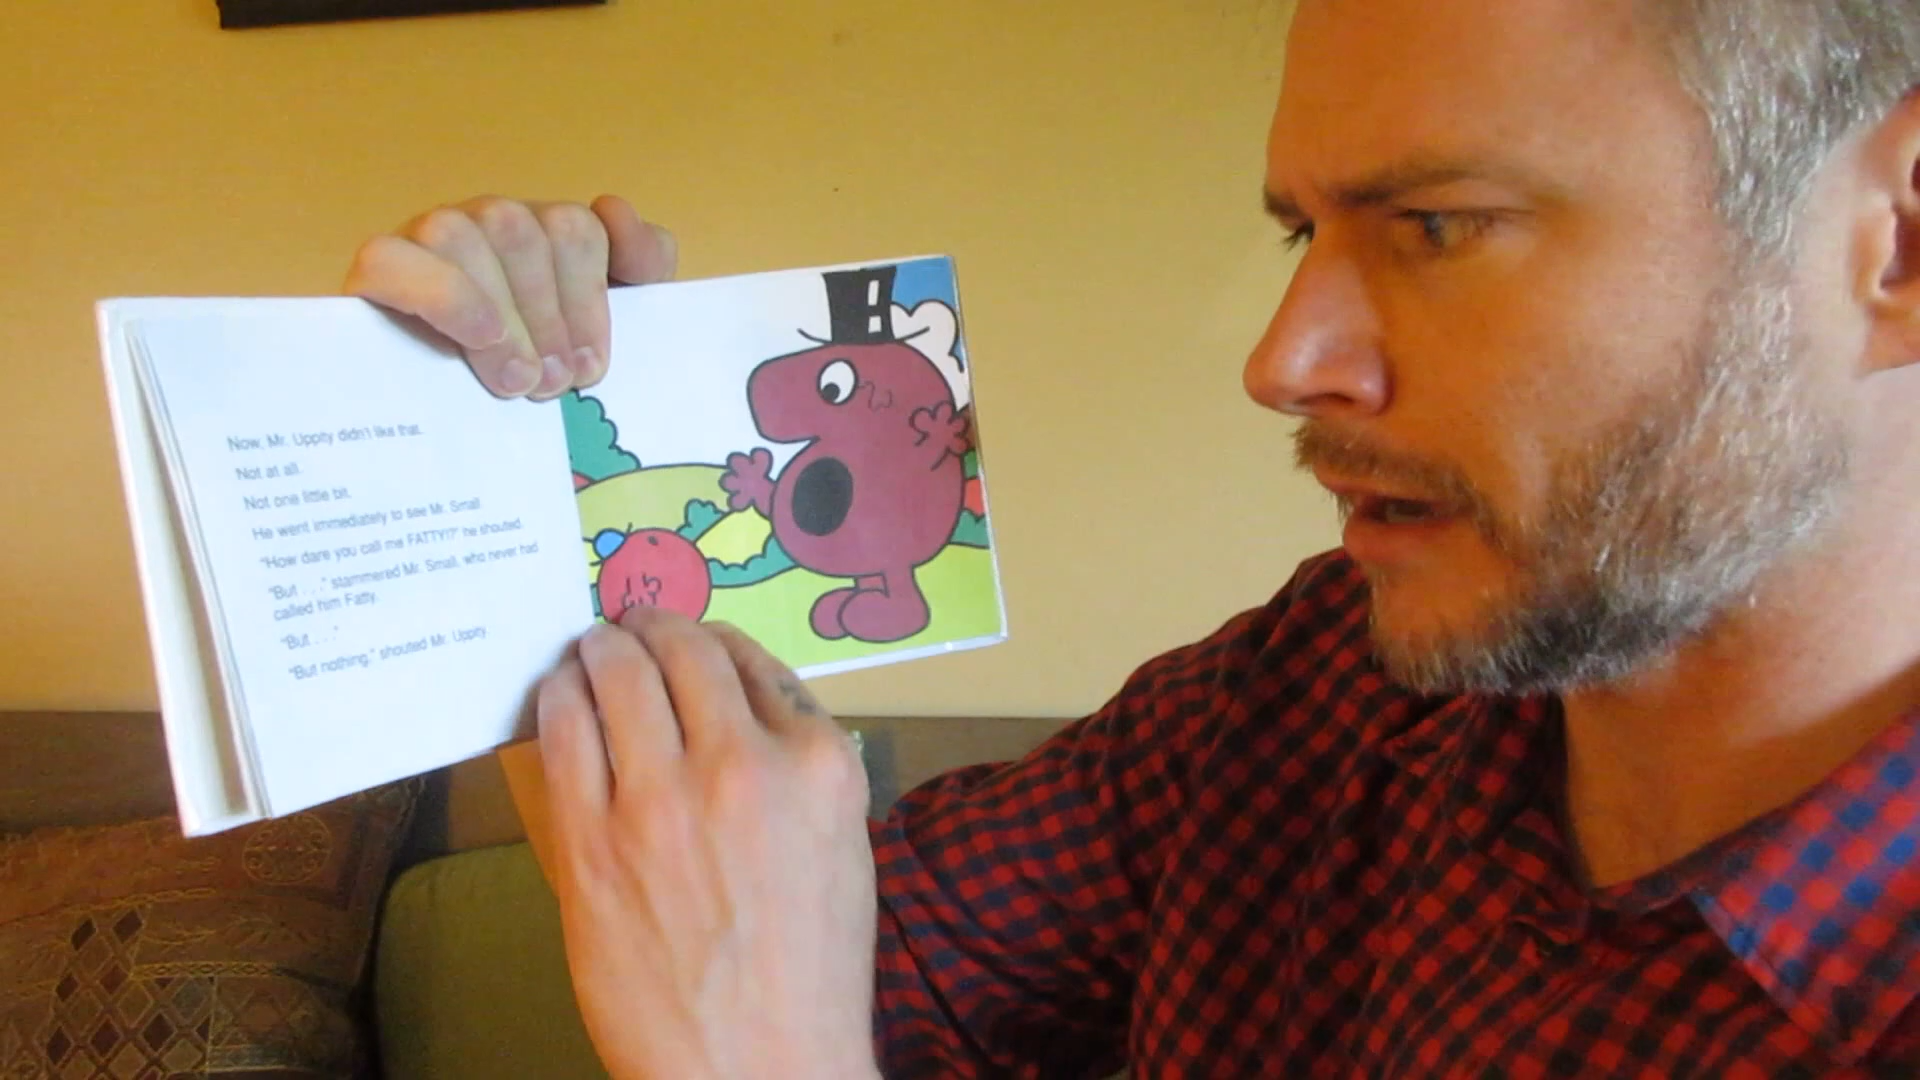 Now, Mr. Uppity didn't like that.
Not at all.
Not one little bit.
He went immediately to see Mr. Small.
"How dare you call me FATTY!?" he shouted.
"But . . ." stammered Mr. Small, who never had
called him Fatty.
"But . . ."
"But nothing," shouted Mr. Uppity.